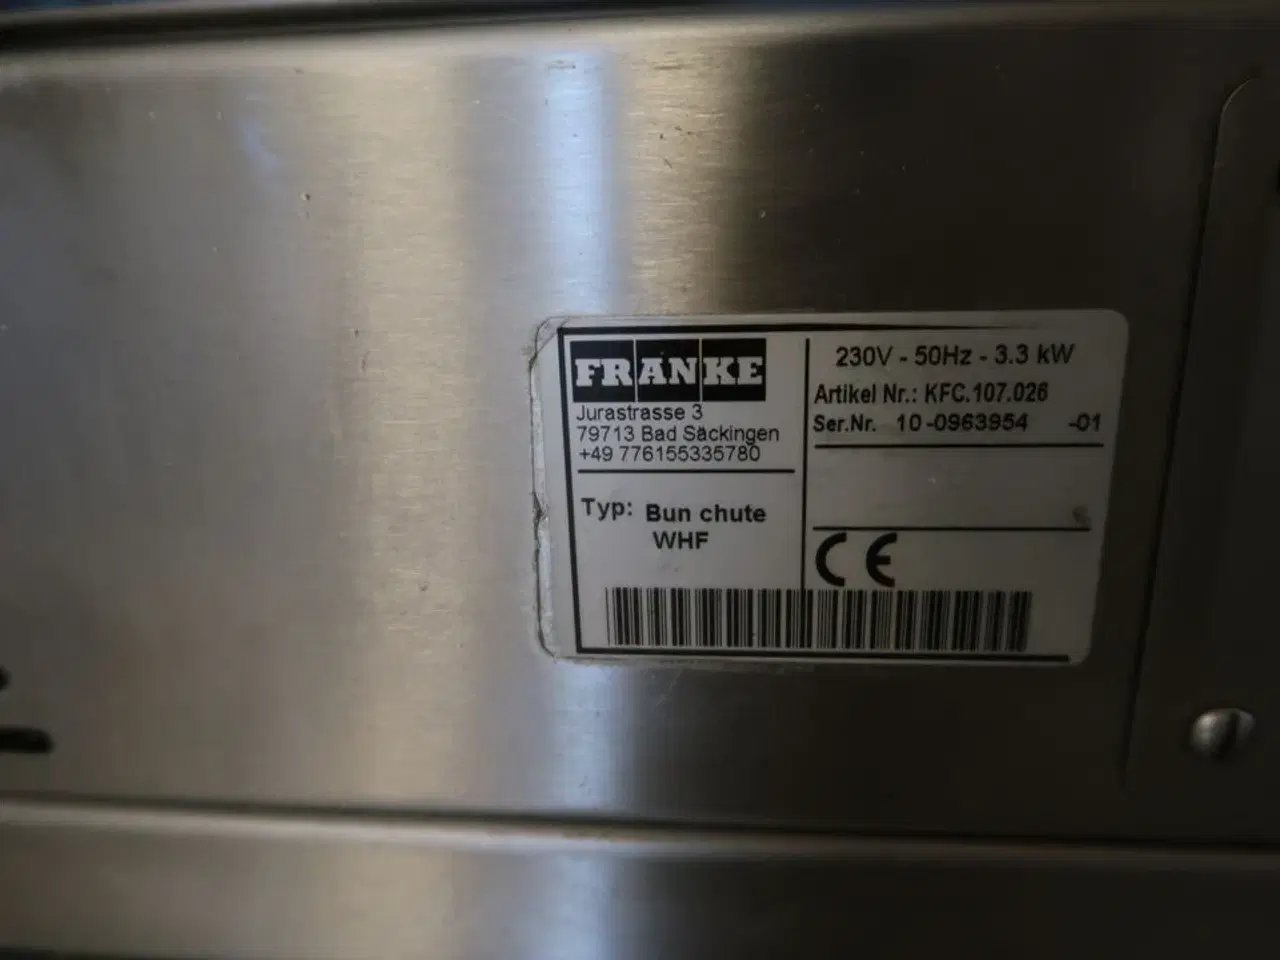 FRANKE
Jurastrasse 3
79713 Bad Säckingen
+49 776155335780
Typ: Bun chute
WHF
230V - 50Hz - 3.3 kW
Artikel Nr.: KFC.107.026
Ser.Nr. 10-0963954 -01
CE